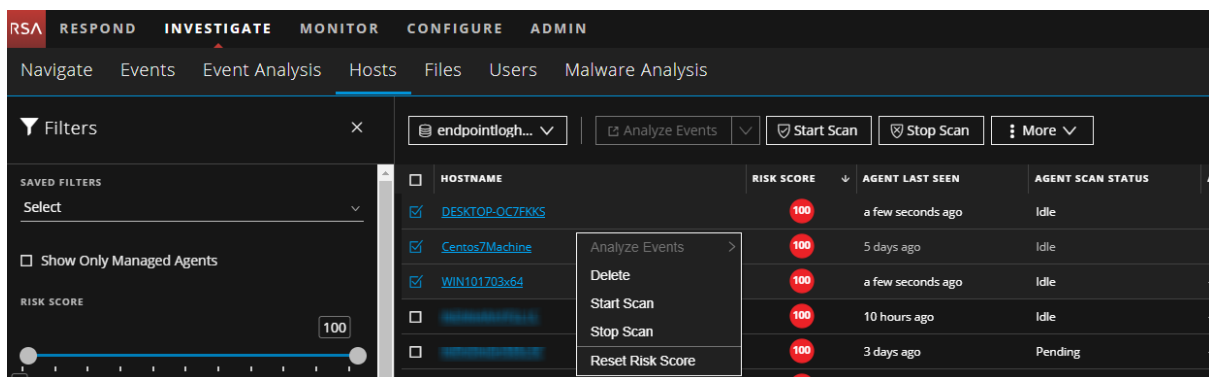 RSA RESPOND INVESTIGATE MONITOR CONFIGURE ADMIN
Navigate Events Event Analysis Hosts Files Users Malware Analysis
Filters
SAVED FILTERS
Select
Show Only Managed Agents
RISK SCORE
100
endpointlogh... Analyze Events Start Scan Stop Scan More
HOSTNAME RISK SCORE AGENT LAST SEEN AGENT SCAN STATUS
DESKTOP-OC7FKKS 100 a few seconds ago Idle
Centos7Machine 100 5 days ago Idle
WIN101703x64 100 a few seconds ago Idle
100 10 hours ago Idle
100 3 days ago Pending
Analyze Events
Delete
Start Scan
Stop Scan
Reset Risk Score